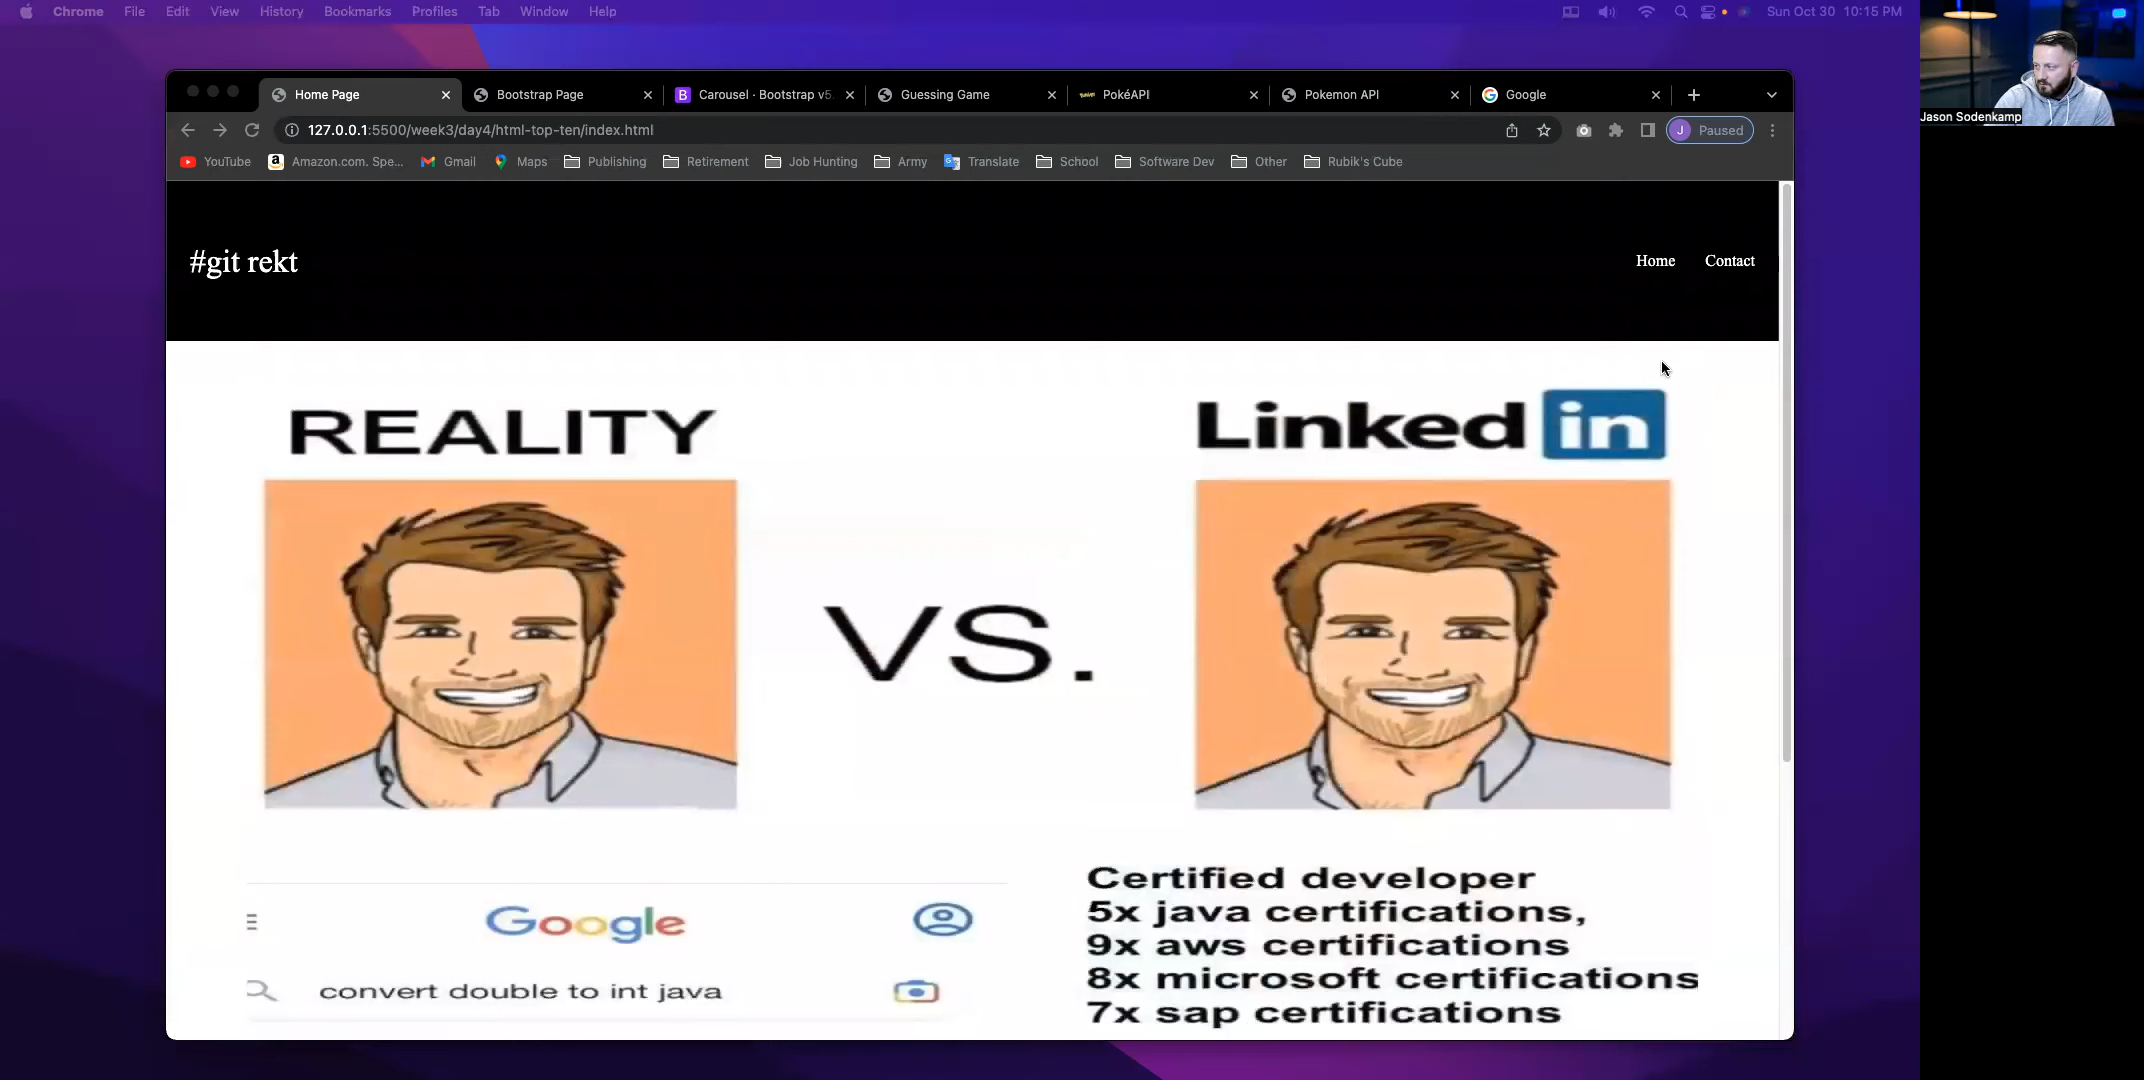 Chrome File Edit View History Bookmarks Profiles Tab Window Help Sun Oct 30 10:15 PM
Home Page Bootstrap Page Carousel · Bootstrap v5. Guessing Game PokéAPI Pokemon API Google
127.0.0.1:5500/week3/day4/html-top-ten/index.html J Paused
YouTube Amazon.com. Spe... Gmail Maps Publishing Retirement Job Hunting Army Translate School Software Dev Other Rubik's Cube
Jason Sodenkamp
#git rekt Home Contact
REALITY
Linked in
VS.
Google
convert double to int java
Certified developer
5x java certifications,
9x aws certifications
8x microsoft certifications
7x sap certifications